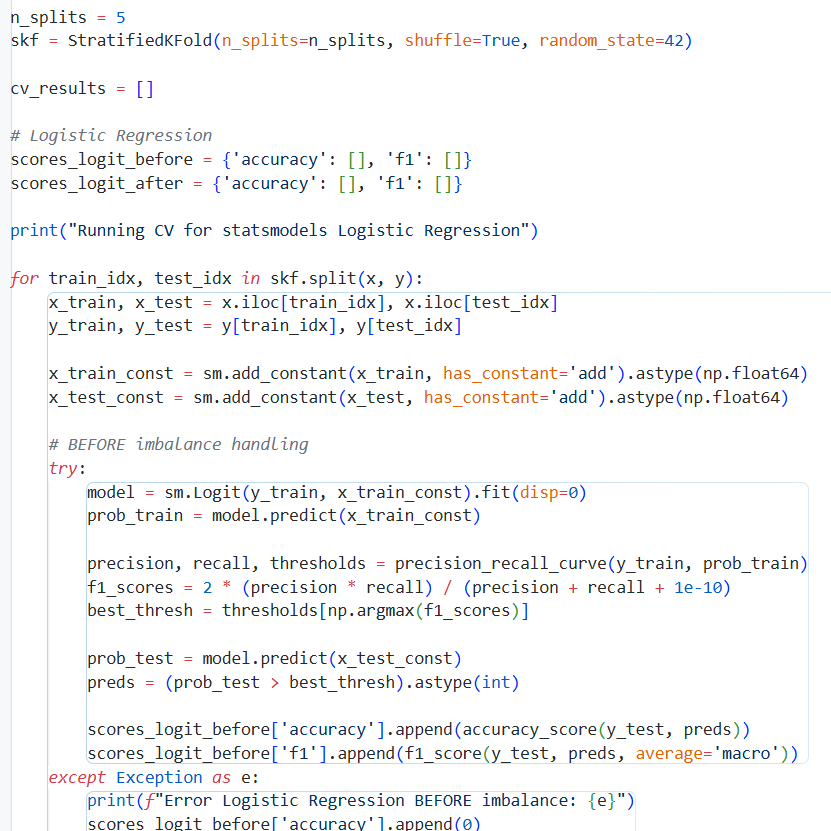 n_splits = 5
skf = StratifiedKFold(n_splits=n_splits, shuffle=True, random_state=42)
cv_results = []
# Logistic Regression
scores_logit_before = {'accuracy': [], 'f1': []}
scores_logit_after = {'accuracy': [], 'f1': []}
print("Running CV for statsmodels Logistic Regression")
for train_idx, test_idx in skf.split(x, y):
    x_train, x_test = x.iloc[train_idx], x.iloc[test_idx]
    y_train, y_test = y[train_idx], y[test_idx]
    x_train_const = sm.add_constant(x_train, has_constant='add').astype(np.float64)
    x_test_const = sm.add_constant(x_test, has_constant='add').astype(np.float64)
    # BEFORE imbalance handling
    try:
        model = sm.Logit(y_train, x_train_const).fit(disp=0)
        prob_train = model.predict(x_train_const)
        precision, recall, thresholds = precision_recall_curve(y_train, prob_train)
        f1_scores = 2 * (precision * recall) / (precision + recall + 1e-10)
        best_thresh = thresholds[np.argmax(f1_scores)]
        prob_test = model.predict(x_test_const)
        preds = (prob_test > best_thresh).astype(int)
        scores_logit_before['accuracy'].append(accuracy_score(y_test, preds))
        scores_logit_before['f1'].append(f1_score(y_test, preds, average='macro'))
    except Exception as e:
        print(f"Error Logistic Regression BEFORE imbalance: {e}")
        scores_logit_before['accuracy'].append(0)